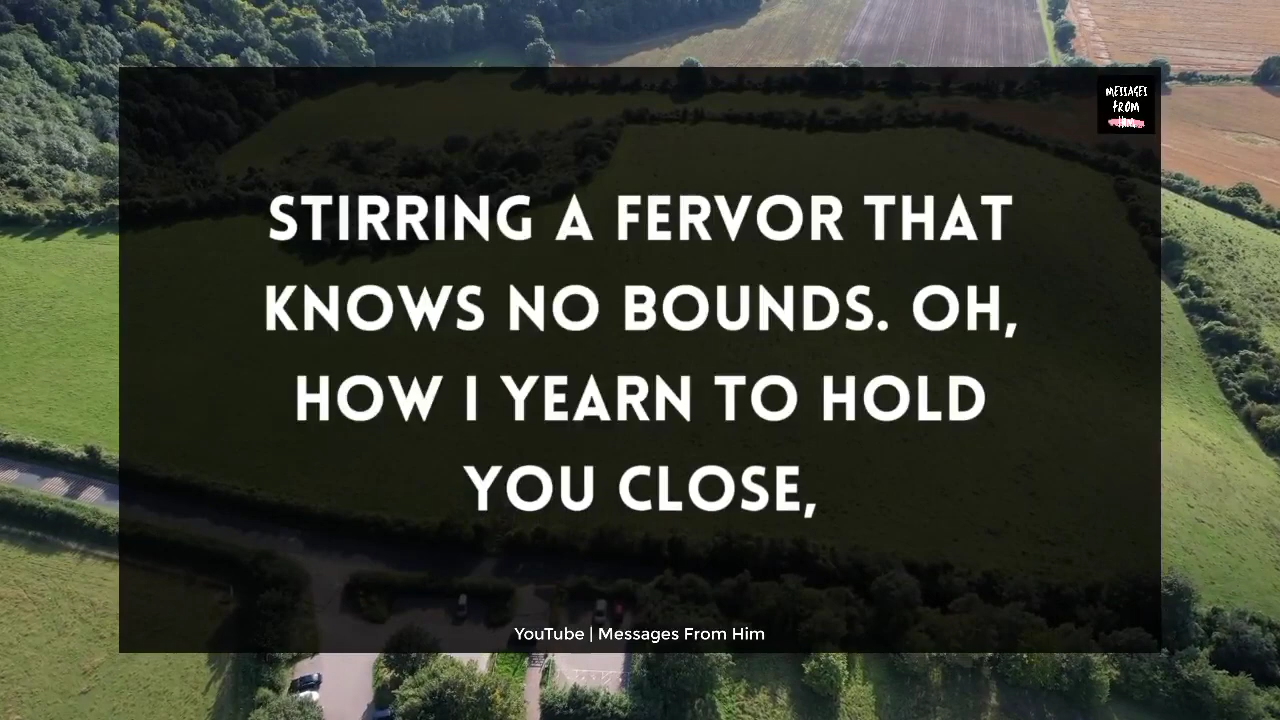 MESSAGES
FROM
HIM
STIRRING A FERVOR THAT
KNOWS NO BOUNDS. OH,
HOW I YEARN TO HOLD
YOU CLOSE,
YouTube | Messages From Him